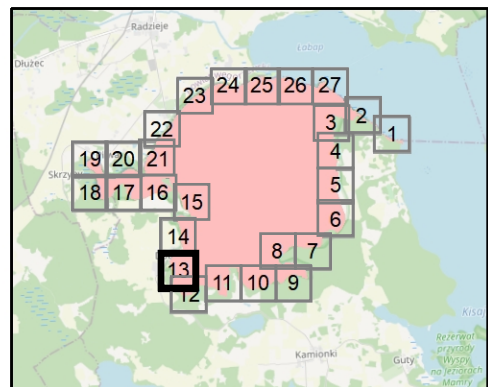 Radzieje
Dłużec
Łabap
24 25 26 27
23
3 2
22
1
19 20 21
4
Skrzy
18 17 16
5
15
6
14
8 7
13
11 10 9
12
Kisaj
Rezerwat
przyrody
Wyspy
na Jeziorach
Mamry
Kamionki
Guty